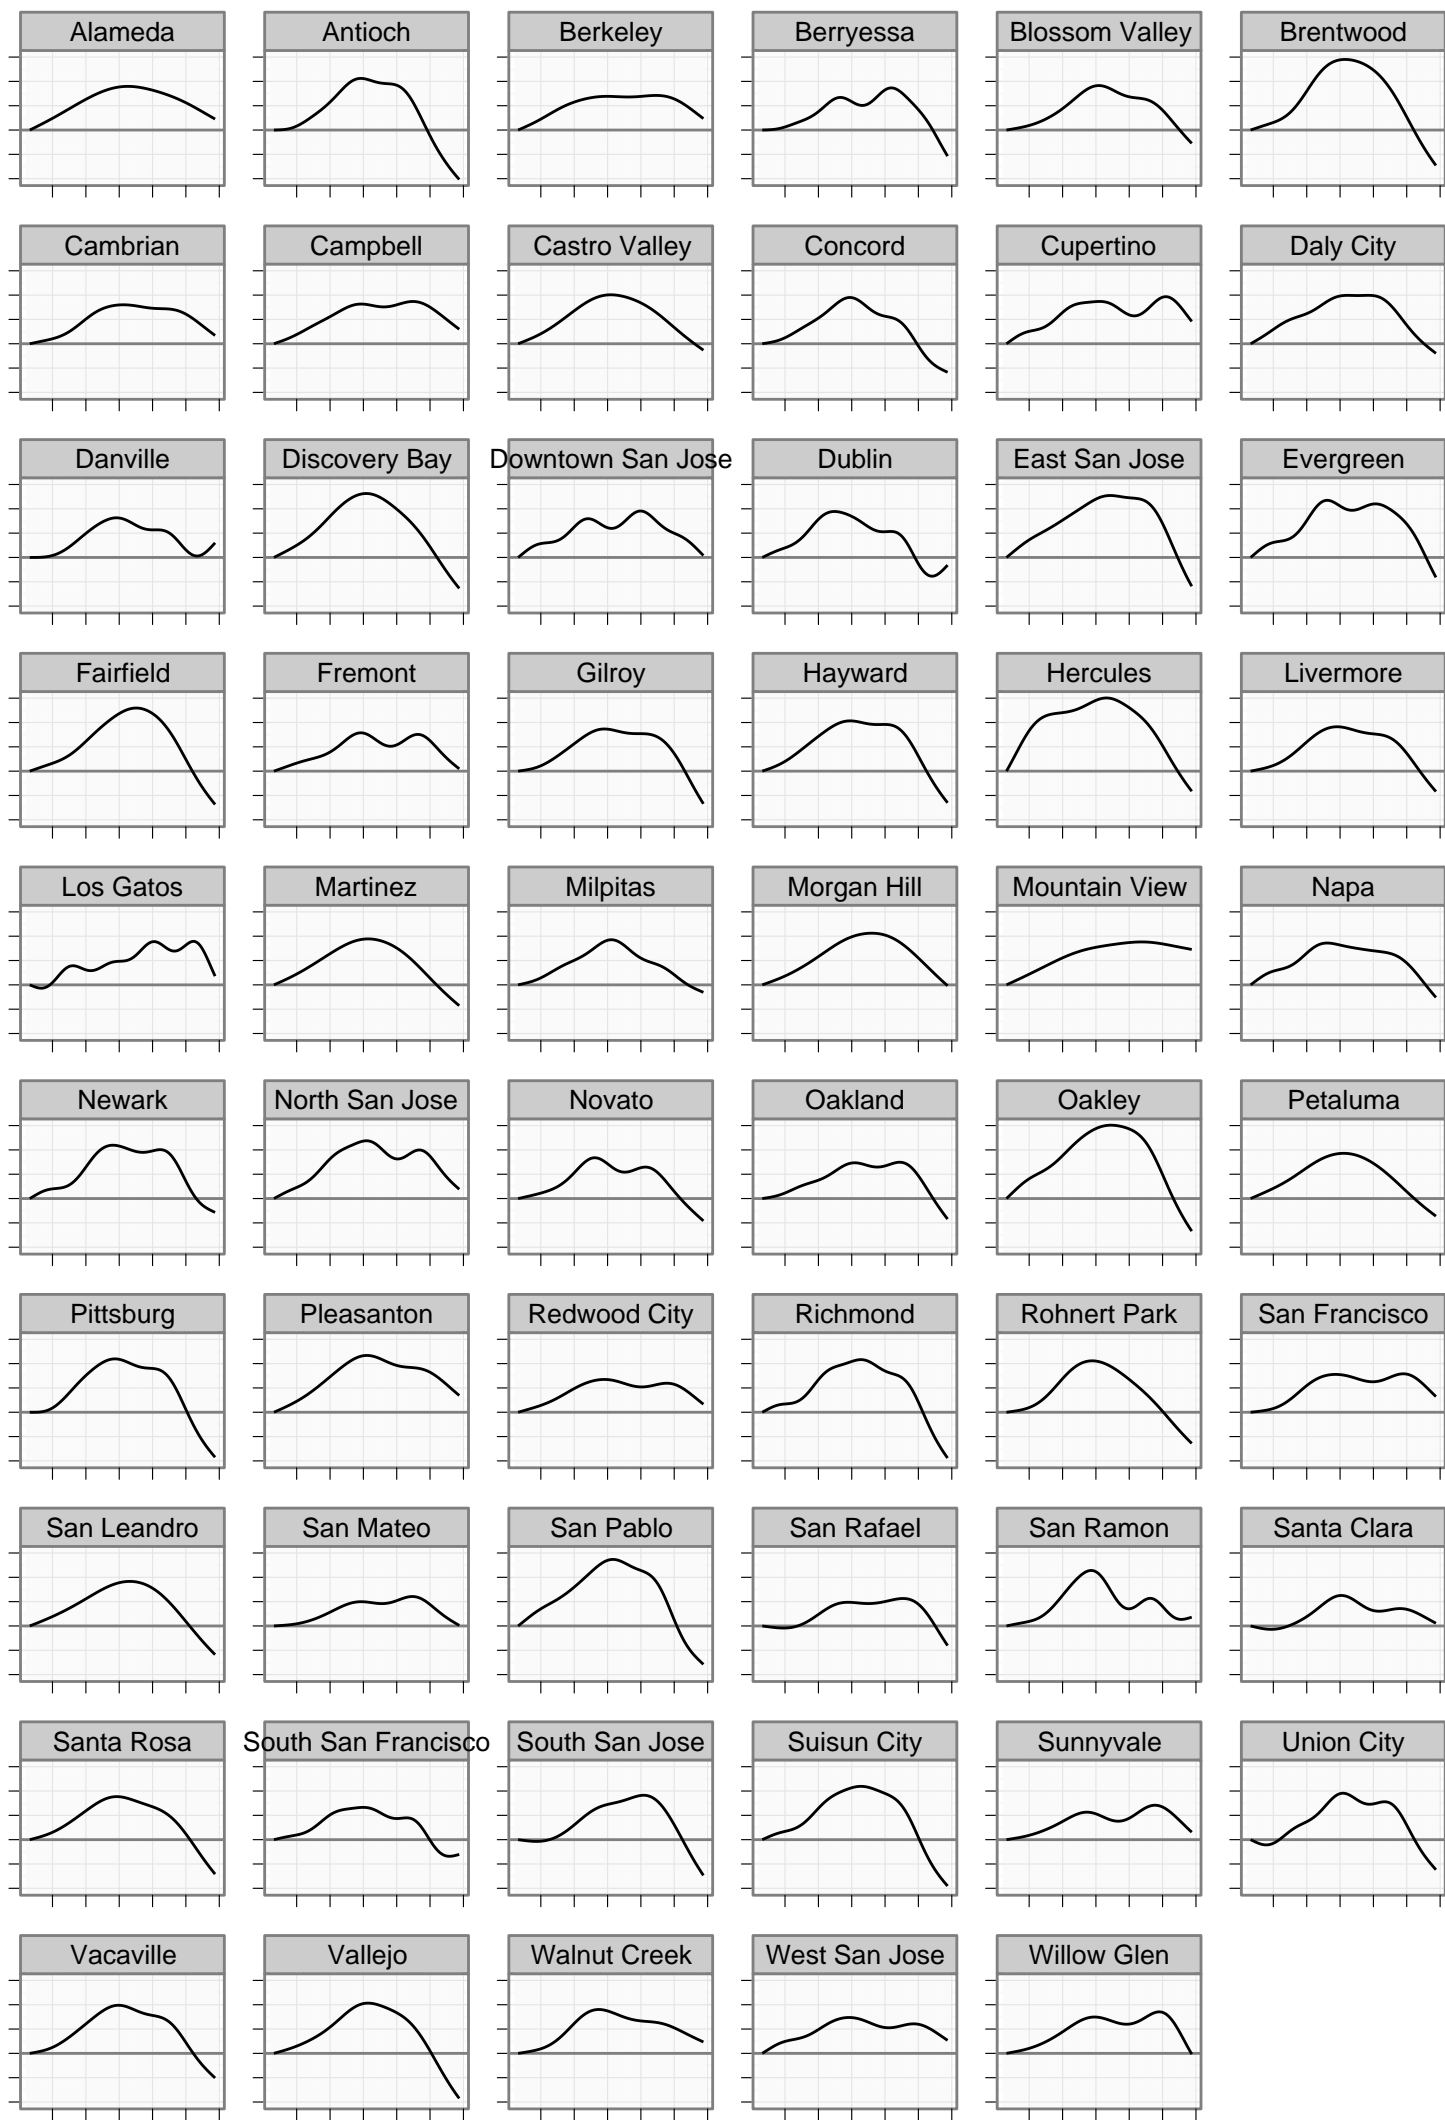 Alameda
Antioch
Berkeley
Berryessa
Blossom Valley
Brentwood
Cambrian
Campbell
Castro Valley
Concord
Cupertino
Daly City
Danville
Discovery Bay
Downtown San Jose
Dublin
East San Jose
Evergreen
Fairfield
Fremont
Gilroy
Hayward
Hercules
Livermore
Los Gatos
Martinez
Milpitas
Morgan Hill
Mountain View
Napa
Newark
North San Jose
Novato
Oakland
Oakley
Petaluma
Pittsburg
Pleasanton
Redwood City
Richmond
Rohnert Park
San Francisco
San Leandro
San Mateo
San Pablo
San Rafael
San Ramon
Santa Clara
Santa Rosa
South San Francisco
South San Jose
Suisun City
Sunnyvale
Union City
Vacaville
Vallejo
Walnut Creek
West San Jose
Willow Glen